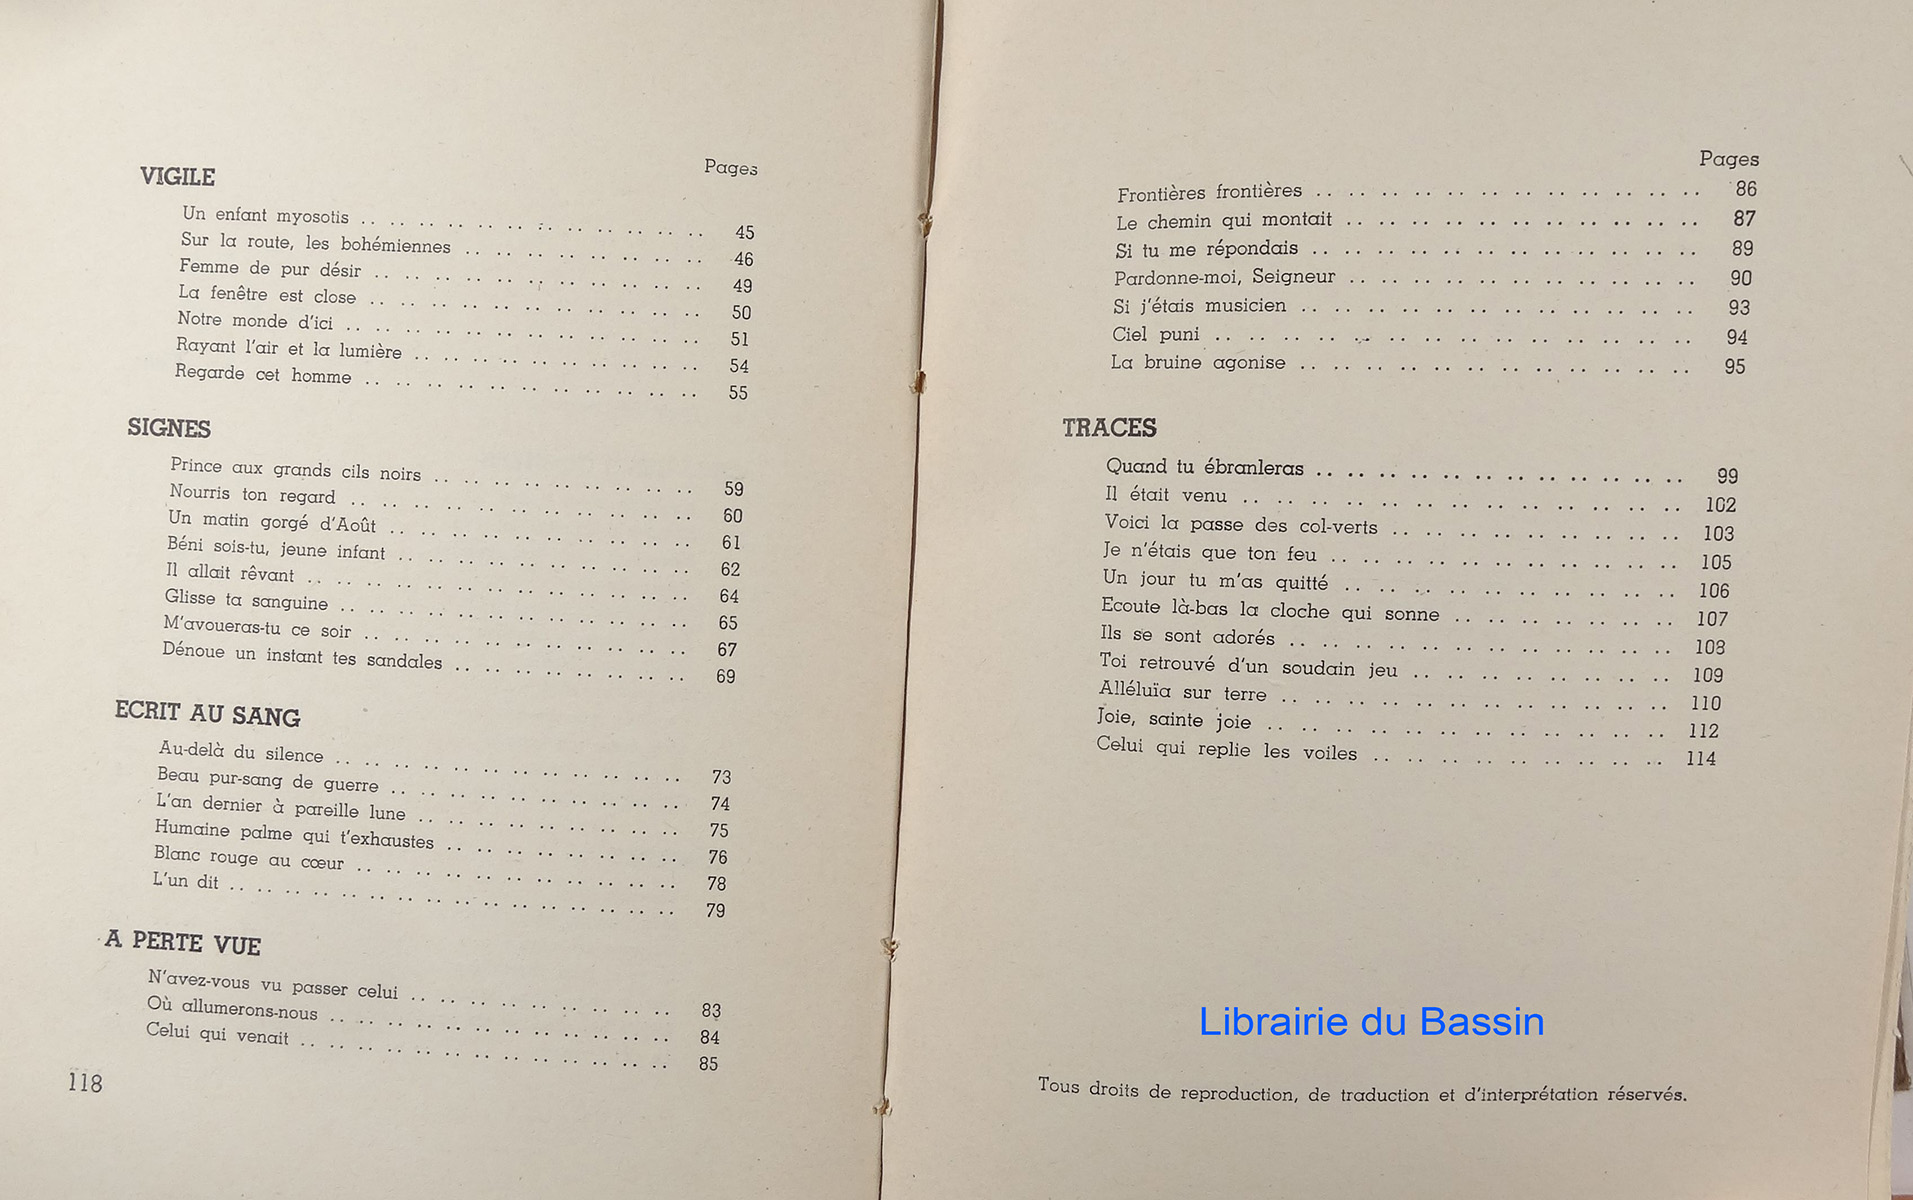 Pages
VIGILE
Un enfant myosotis .. .. .. .. .. .. .. .. .. .. .. .. 45
Sur la route, les bohémiennes .. .. .. .. .. .. .. .. 46
Femme de pur désir .. .. .. .. .. .. .. .. .. .. .. 49
La fenêtre est close .. .. .. .. .. .. .. .. .. .. .. 50
Notre monde d'ici .. .. .. .. .. .. .. .. .. .. .. .. 51
Rayant l'air et la lumière .. .. .. .. .. .. .. .. .. .. 54
Regarde cet homme .. .. .. .. .. .. .. .. .. .. .. 55
SIGNES
Prince aux grands cils noirs .. .. .. .. .. .. .. .. .. 59
Nourris ton regard .. .. .. .. .. .. .. .. .. .. .. 60
Un matin gorgé d'Août .. .. .. .. .. .. .. .. .. .. 61
Béni sois-tu, jeune infant .. .. .. .. .. .. .. .. .. .. 62
Il allait rêvant .. .. .. .. .. .. .. .. .. .. .. .. .. 64
Glisse ta sanguine .. .. .. .. .. .. .. .. .. .. .. .. 65
M'avoueras-tu ce soir .. .. .. .. .. .. .. .. .. .. .. 67
Dénoue un instant tes sandales .. .. .. .. .. .. .. .. 69
ECRIT AU SANG
Au-delà du silence .. .. .. .. .. .. .. .. .. .. .. .. 73
Beau pur-sang de guerre .. .. .. .. .. .. .. .. .. .. 74
L'an dernier à pareille lune .. .. .. .. .. .. .. .. .. 75
Humaine palme qui t'exhaustes .. .. .. .. .. .. .. .. 76
Blanc rouge au cœur .. .. .. .. .. .. .. .. .. .. .. 78
L'un dit .. .. .. .. .. .. .. .. .. .. .. .. .. .. .. .. 79
A PERTE VUE
N'avez-vous vu passer celui .. .. .. .. .. .. .. .. .. 83
Où allumerons-nous .. .. .. .. .. .. .. .. .. .. .. .. 84
Celui qui venait .. .. .. .. .. .. .. .. .. .. .. .. .. 85
118
Pages
Frontières frontières .. .. .. .. .. .. .. .. .. .. .. .. 86
Le chemin qui montait .. .. .. .. .. .. .. .. .. .. .. 87
Si tu me répondais .. .. .. .. .. .. .. .. .. .. .. .. 89
Pardonne-moi, Seigneur .. .. .. .. .. .. .. .. .. .. .. 90
Si j'étais musicien .. .. .. .. .. .. .. .. .. .. .. .. 93
Ciel puni .. .. .. .. .. .. .. .. .. .. .. .. .. .. 94
La bruine agonise .. .. .. .. .. .. .. .. .. .. .. .. 95
TRACES
Quand tu ébranleras .. .. .. .. .. .. .. .. .. .. .. .. 99
Il était venu .. .. .. .. .. .. .. .. .. .. .. .. .. .. 102
Voici la passe des col-verts .. .. .. .. .. .. .. .. .. 103
Je n'étais que ton feu .. .. .. .. .. .. .. .. .. .. .. 105
Un jour tu m'as quitté .. .. .. .. .. .. .. .. .. .. .. 106
Ecoute là-bas la cloche qui sonne .. .. .. .. .. .. .. 107
Ils se sont adorés .. .. .. .. .. .. .. .. .. .. .. .. 108
Toi retrouvé d'un soudain jeu .. .. .. .. .. .. .. .. 109
Alléluïa sur terre .. .. .. .. .. .. .. .. .. .. .. .. 110
Joie, sainte joie .. .. .. .. .. .. .. .. .. .. .. .. .. 112
Celui qui replie les voiles .. .. .. .. .. .. .. .. .. 114
Librairie du Bassin
Tous droits de reproduction, de traduction et d'interprétation réservés.